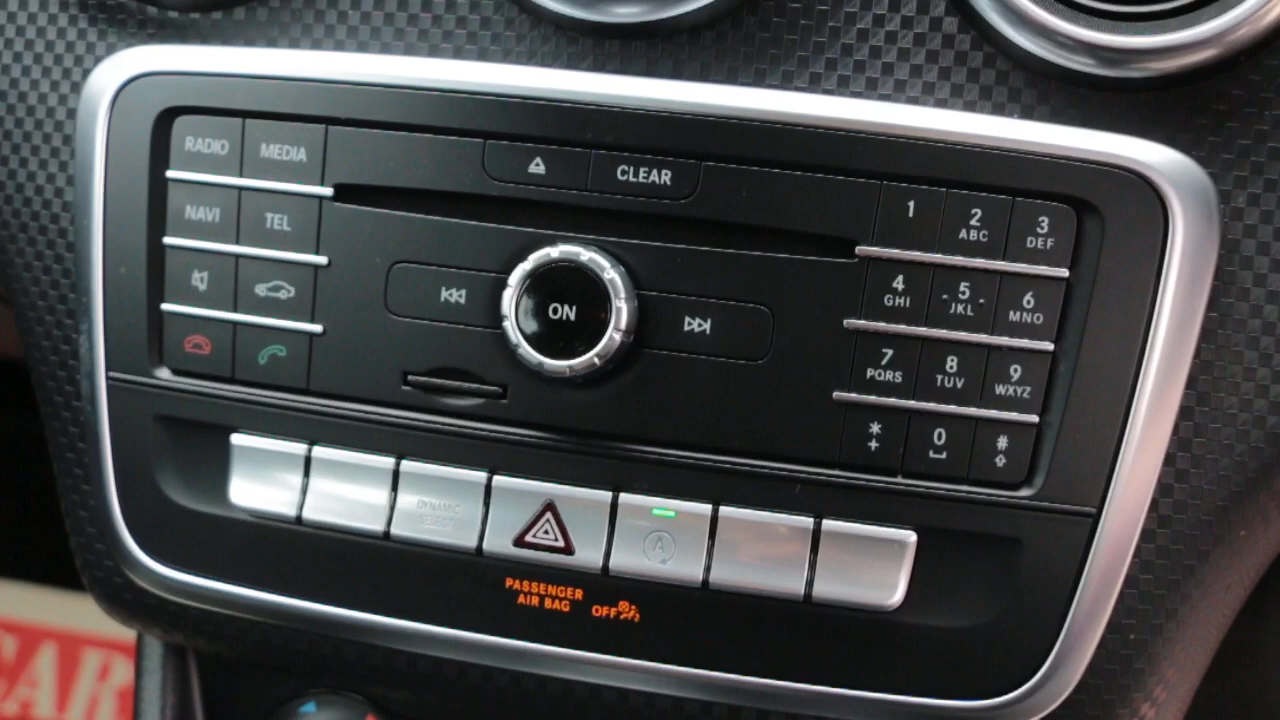 RADIO
MEDIA
CLEAR
NAVI
TEL
ON
1
2
ABC
3
DEF
4
GHI
5
JKL
6
MNO
7
PQRS
8
TUV
9
WXYZ
*
+
0
#
DYNAMIC
SELECT
A
PASSENGER
AIR BAG OFF
CAR